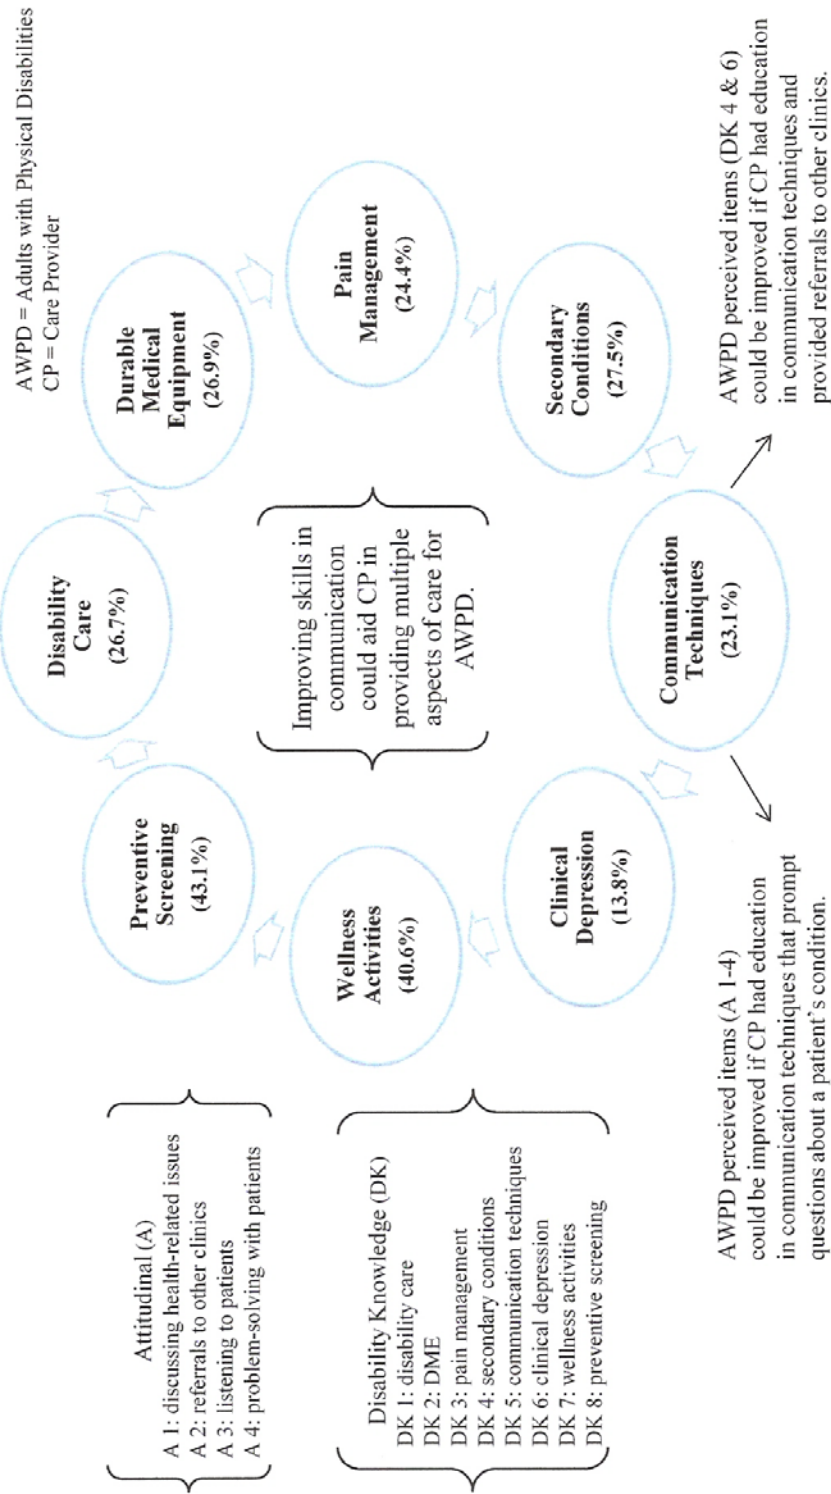 AWPD = Adults with Physical Disabilities
CP = Care Provider
Attitudinal (A)
A 1: discussing health-related issues
A 2: referrals to other clinics
A 3: listening to patients
A 4: problem-solving with patients
Disability Knowledge (DK)
DK 1: disability care
DK 2: DME
DK 3: pain management
DK 4: secondary conditions
DK 5: communication techniques
DK 6: clinical depression
DK 7: wellness activities
DK 8: preventive screening
Disability
Care
(26.7%)
Durable
Medical
Equipment
(26.9%)
Pain
Management
(24.4%)
Secondary
Conditions
(27.5%)
Communication
Techniques
(23.1%)
Clinical
Depression
(13.8%)
Wellness
Activities
(40.6%)
Preventive
Screening
(43.1%)
Improving skills in
communication
could aid CP in
providing multiple
aspects of care for
AWPD.
AWPD perceived items (A 1-4)
could be improved if CP had education
in communication techniques that prompt
questions about a patient's condition.
AWPD perceived items (DK 4 & 6)
could be improved if CP had education
in communication techniques and
provided referrals to other clinics.